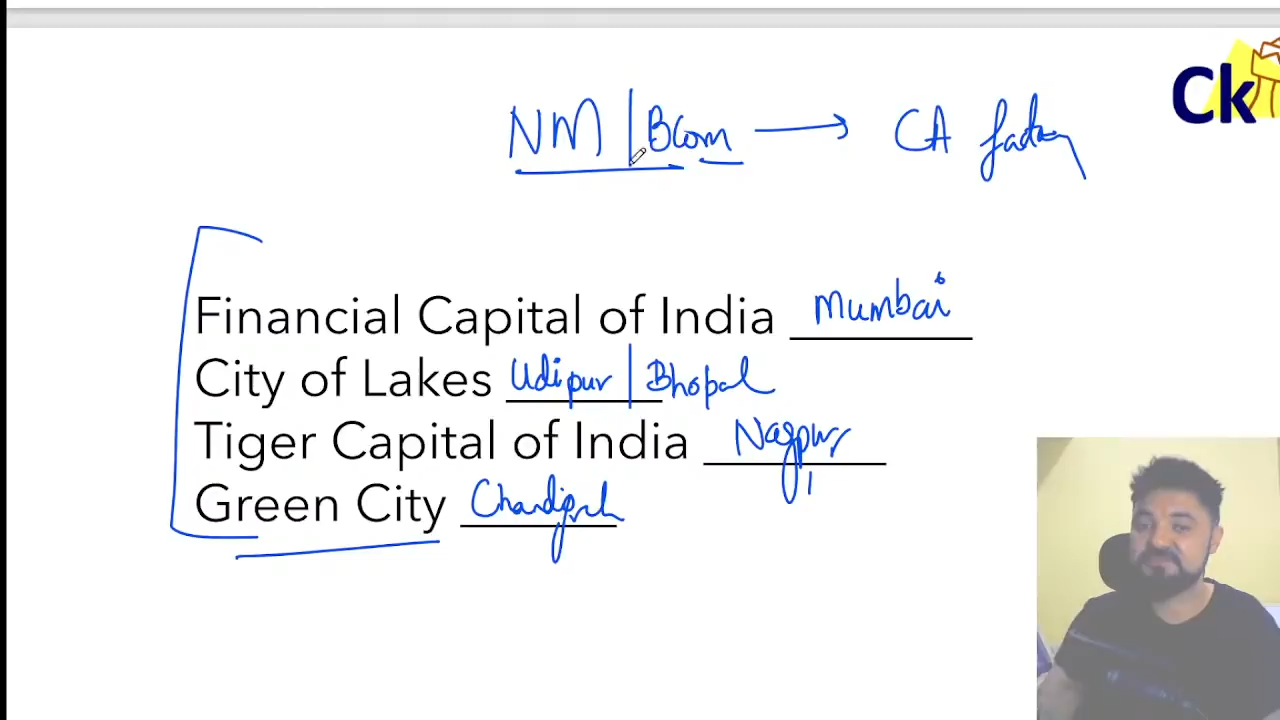 Ck
NM | Bcom → CA factory
Financial Capital of India Mumbai
City of Lakes Udipur | Bhopal
Tiger Capital of India Nagpur
Green City Chandigrah